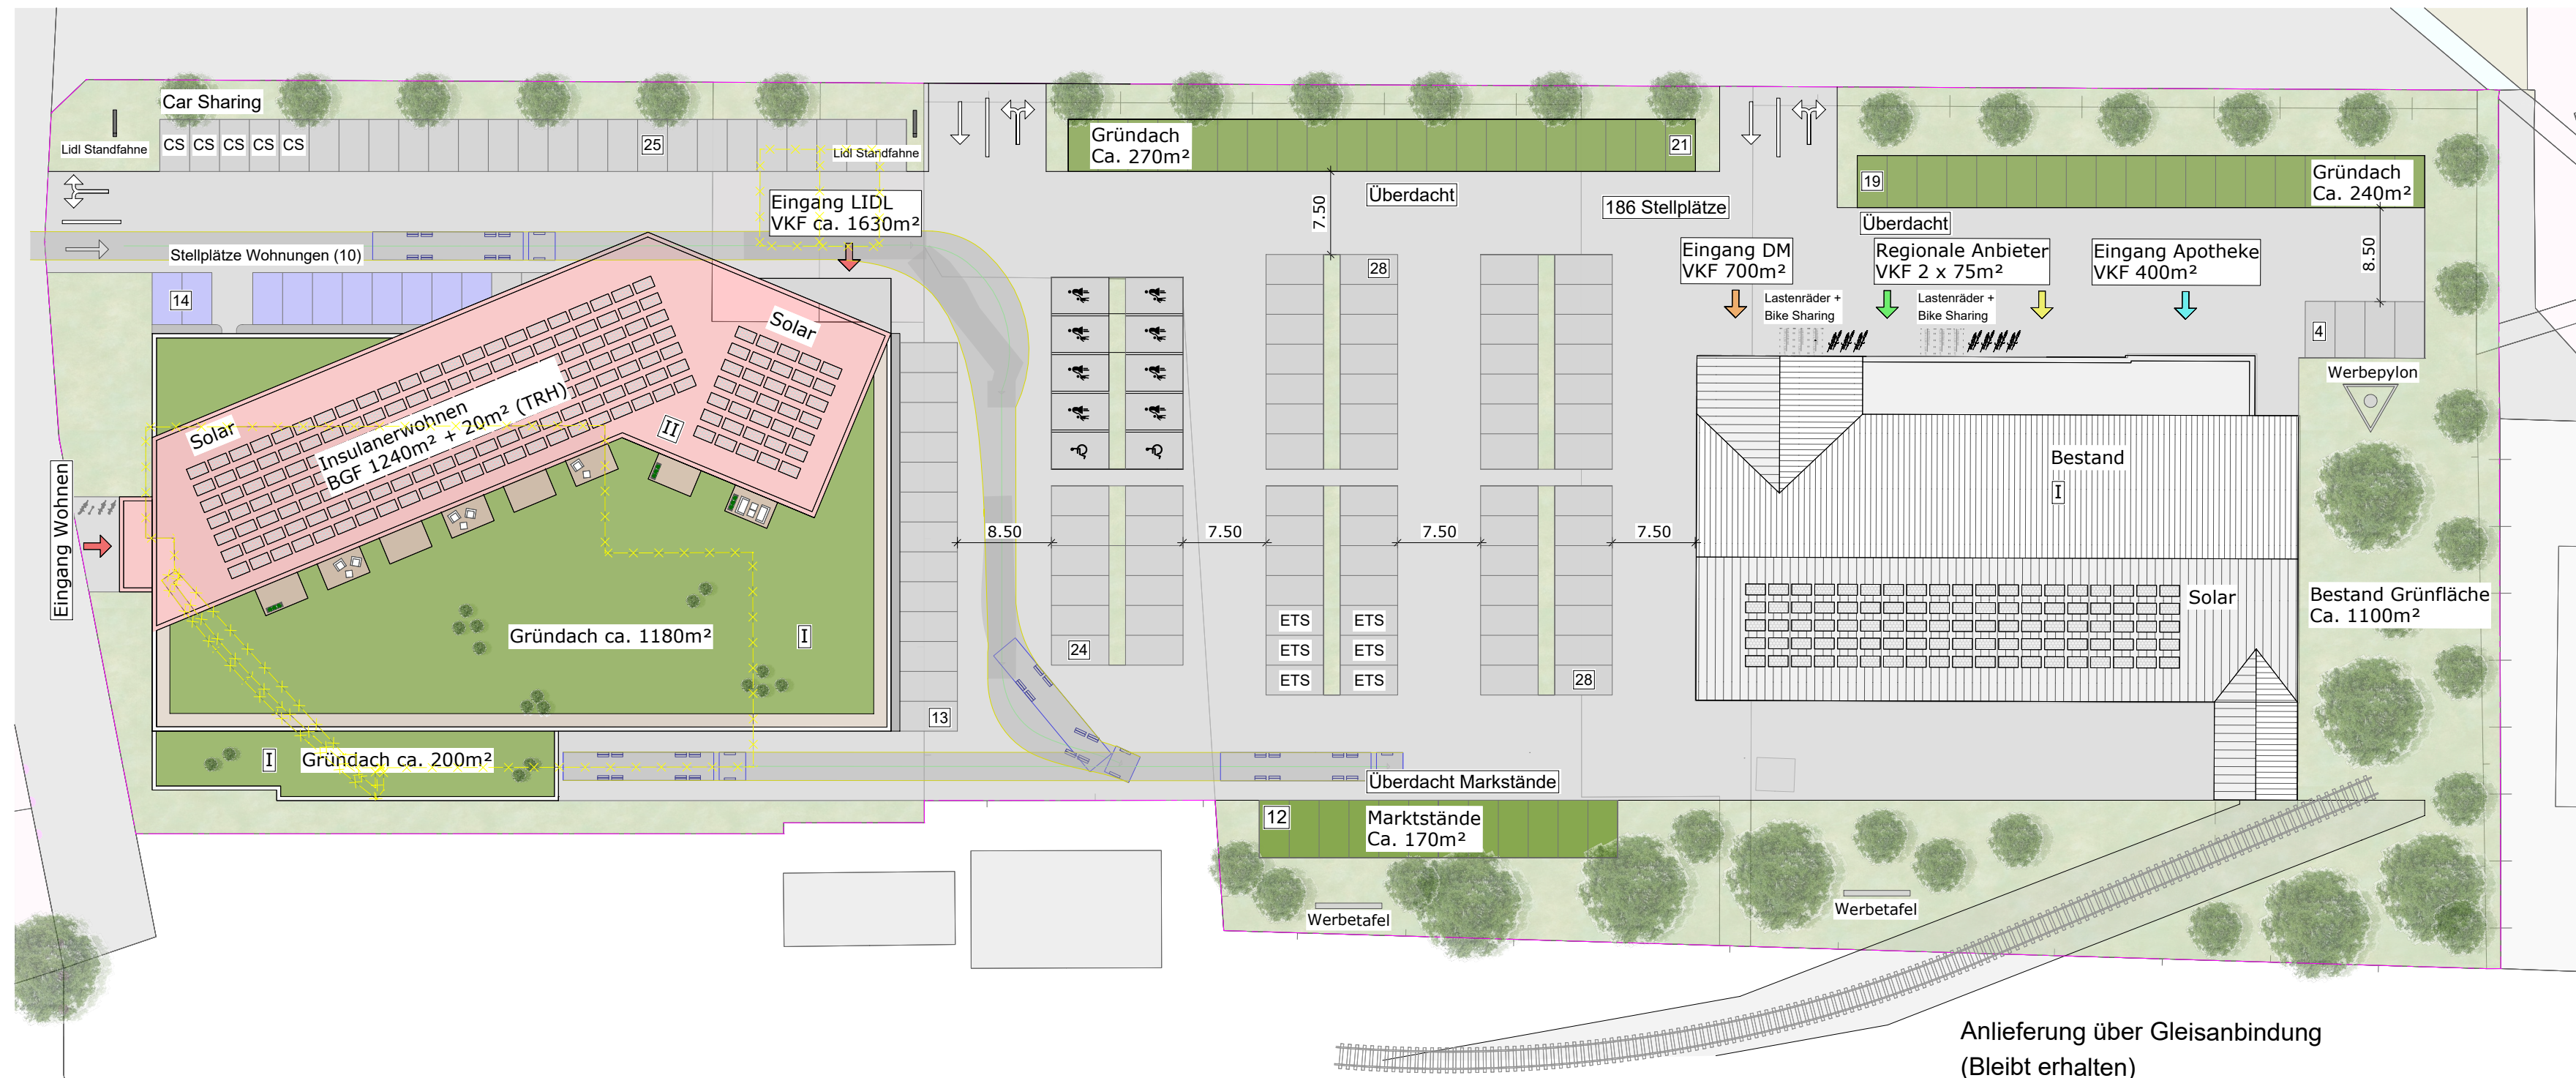 Car Sharing
Lidl Standfahne
CS CS CS CS CS
25
Lidl Standfahne
Gründach
Ca. 270m²
21
Überdacht
7.50
186 Stellplätze
19
Gründach
Ca. 240m²
Überdacht
8.50
Eingang LIDL
VKF ca. 1630m²
Stellplätze Wohnungen (10)
14
Eingang DM
VKF 700m²
Regionale Anbieter
VKF 2 x 75m²
Eingang Apotheke
VKF 400m²
Lastenräder +
Bike Sharing
Lastenräder +
Bike Sharing
28
4
Werbepylon
Solar
Solar
Insulanerwohnen
BGF 1240m² + 20m² (TRH)
II
Bestand
I
Eingang Wohnen
8.50
7.50
7.50
7.50
Solar
Bestand Grünfläche
Ca. 1100m²
Gründach ca. 1180m²
I
ETS ETS
ETS ETS
ETS ETS
24
28
13
I
Gründach ca. 200m²
Überdacht Markstände
12
Marktstände
Ca. 170m²
Werbetafel
Werbetafel
Anlieferung über Gleisanbindung
(Bleibt erhalten)